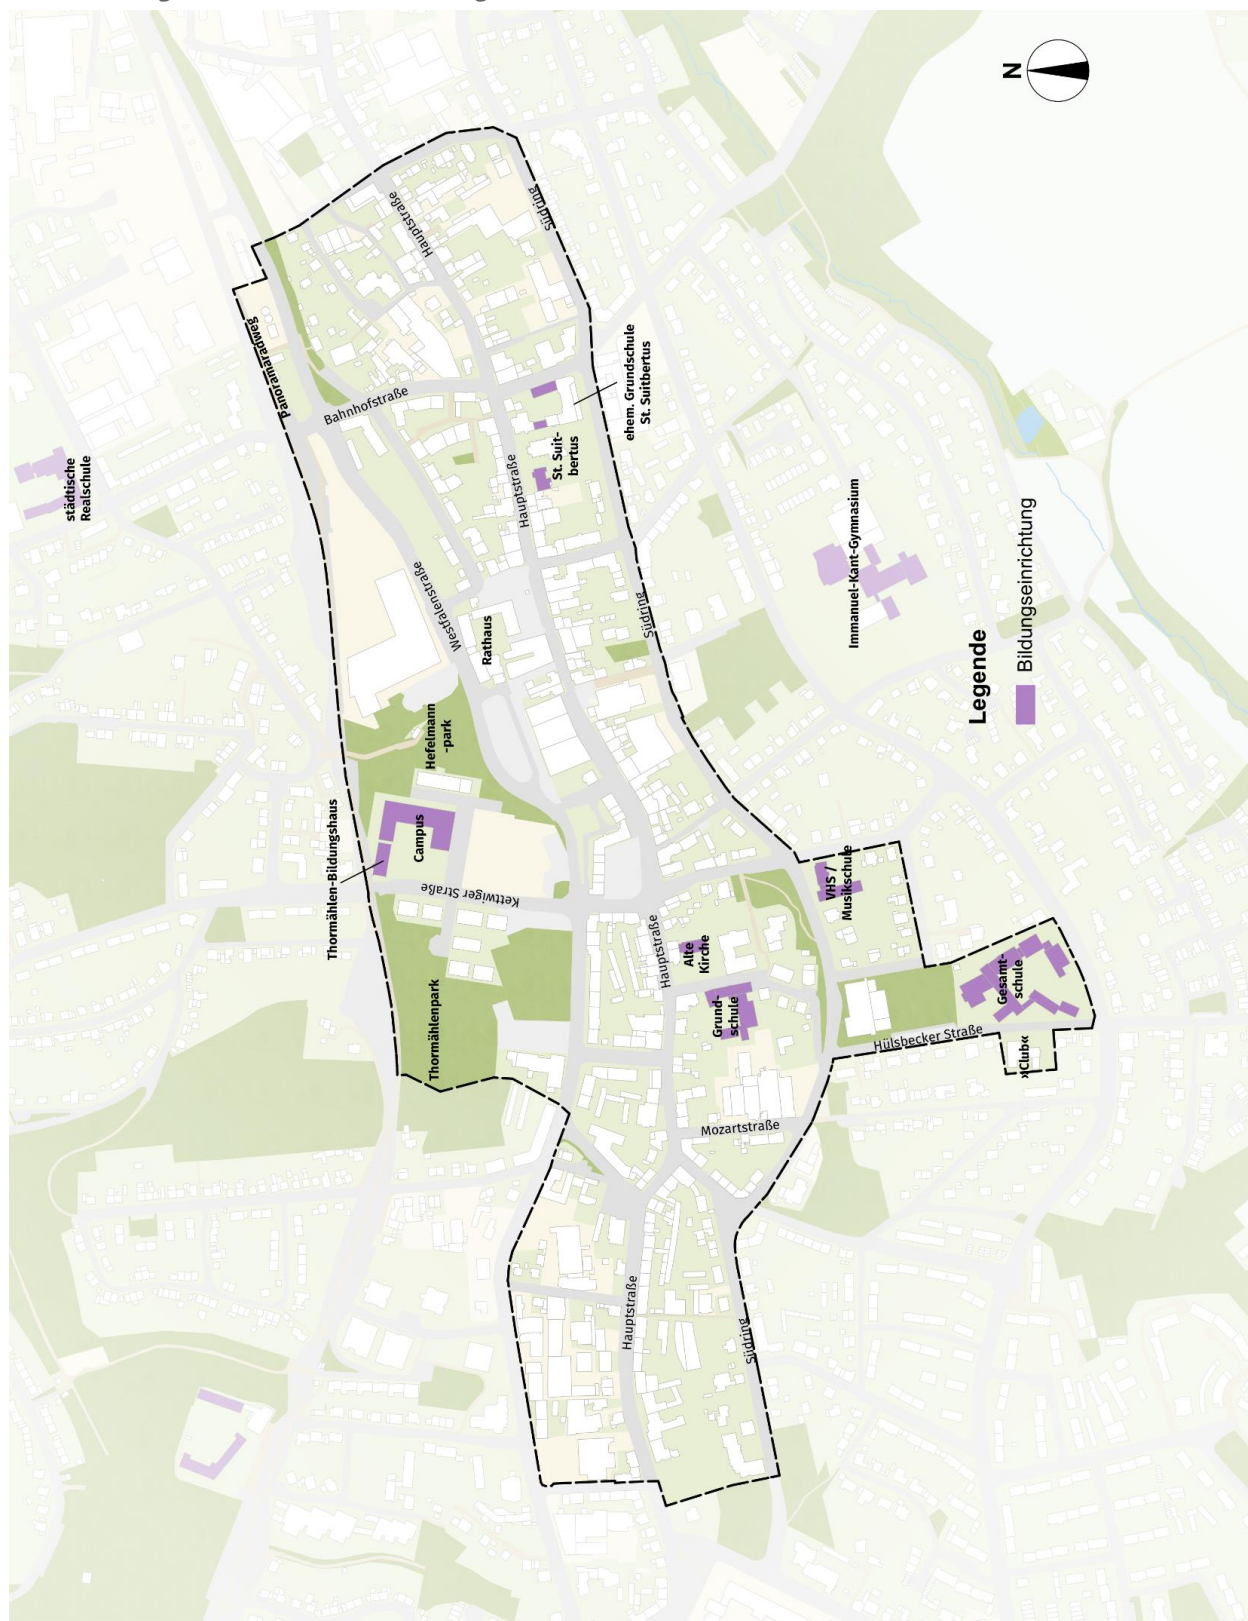 N
Hauptstraße
Südring
Panoramaradweg
Bahnhofstraße
städtische
Realschule
ehem. Grundschule
St. Suitbertus
St. Suit-
bertus
Hauptstraße
Westfalenstraße
Rathaus
Südring
Immanuel-Kant-Gymnasium
Legende
Bildungseinrichtung
Hefelmann
-park
Thormählen-Bildungshaus
Campus
Kettwiger Straße
VHS /
Musikschule
Hauptstraße
Alte
Kirche
Grund-
schule
Thormählenpark
Gesamt-
schule
Hülsbecker Straße
»Club«
Mozartstraße
Hauptstraße
Südring